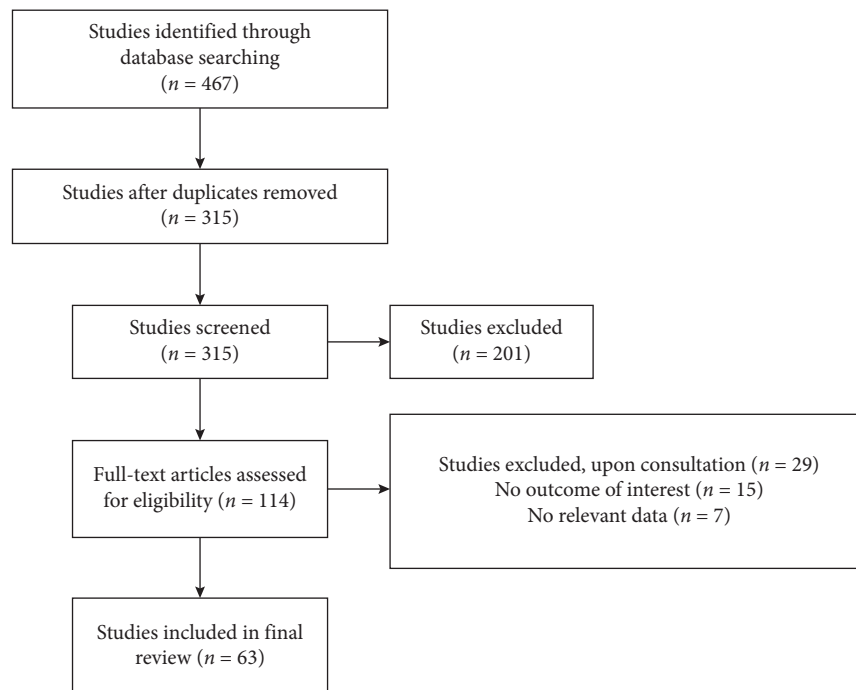 Studies identified through
database searching
(n = 467)
Studies after duplicates removed
(n = 315)
Studies screened
(n = 315)
Studies excluded
(n = 201)
Full-text articles assessed
for eligibility (n = 114)
Studies excluded, upon consultation (n = 29)
No outcome of interest (n = 15)
No relevant data (n = 7)
Studies included in final
review (n = 63)